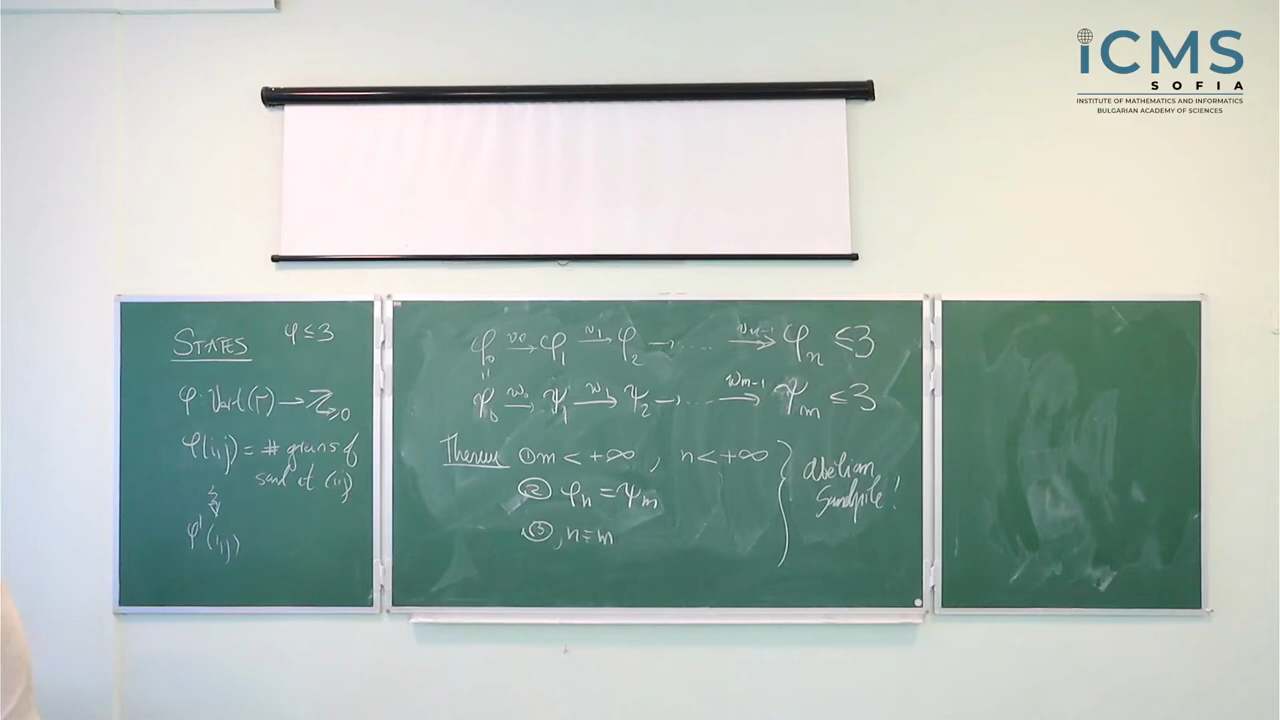 iCMS
SOFIA
INSTITUTE OF MATHEMATICS AND INFORMATICS
BULGARIAN ACADEMY OF SCIENCES
STATES φ ≤ 3
φ: Vert(Γ) → ℤ≥0
φ(i,j) = # grains of
sand at (i,j)
φ'(i,j)
φ₀ —v₀→ φ₁ —v₁→ φ₂ → .... —vₙ₋₁→ φₙ ≤ 3
=
ψ₀ —w₀→ ψ₁ —w₁→ ψ₂ → .... —wₘ₋₁→ ψₘ ≤ 3
Theorem ① m < +∞ , n < +∞
② φₙ = ψₘ
③ , n = m
abelian
Sandpile!